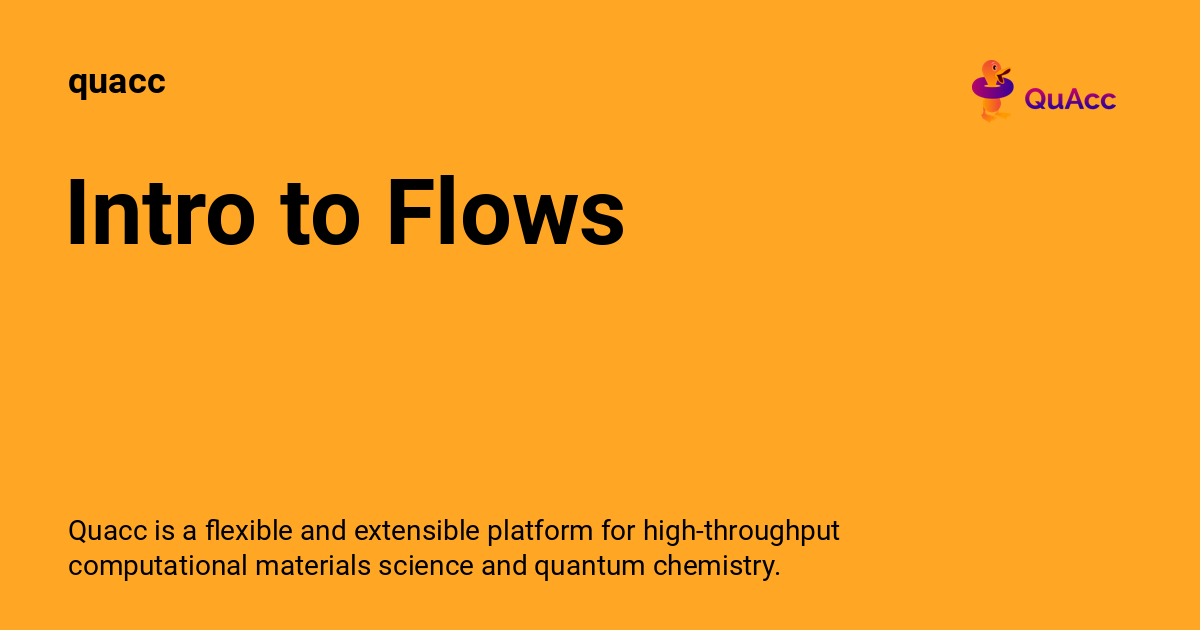 quacc
QuAcc
Intro to Flows
Quacc is a flexible and extensible platform for high-throughput
computational materials science and quantum chemistry.